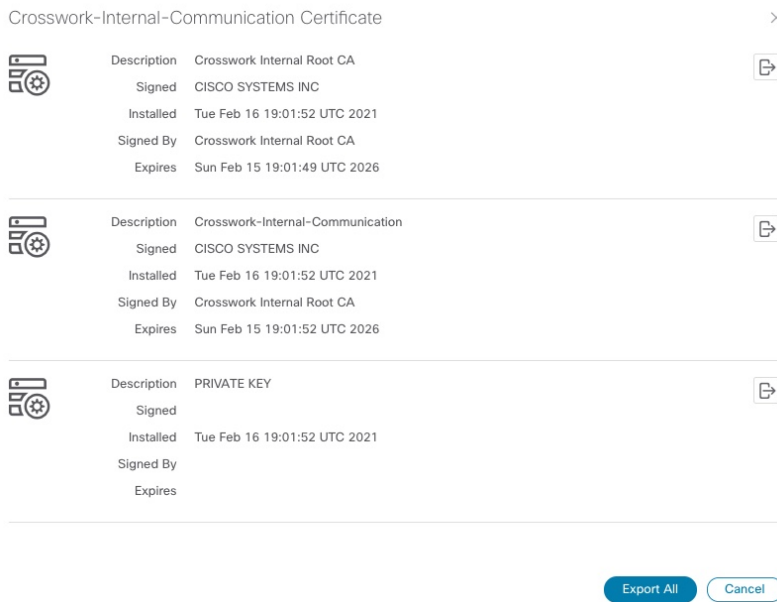 Crosswork-Internal-Communication Certificate
Description Crosswork Internal Root CA
Signed CISCO SYSTEMS INC
Installed Tue Feb 16 19:01:52 UTC 2021
Signed By Crosswork Internal Root CA
Expires Sun Feb 15 19:01:49 UTC 2026
Description Crosswork-Internal-Communication
Signed CISCO SYSTEMS INC
Installed Tue Feb 16 19:01:52 UTC 2021
Signed By Crosswork Internal Root CA
Expires Sun Feb 15 19:01:52 UTC 2026
Description PRIVATE KEY
Signed
Installed Tue Feb 16 19:01:52 UTC 2021
Signed By
Expires
Export All Cancel